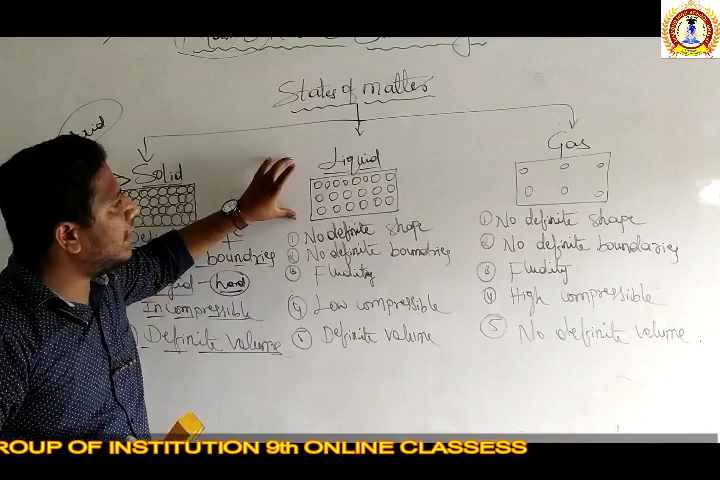 States of matter
Solid
boundries
hard
Incompressible
Definite volume
Liquid
① No definite shape
② No definite boundries
③ Fludity
④ Low compressible
⑤ Definite volume
Gas
① No definite shape
② No definite boundaries
③ Fludity
④ High compressible
⑤ No definite volume.
ROUP OF INSTITUTION 9th ONLINE CLASSESS